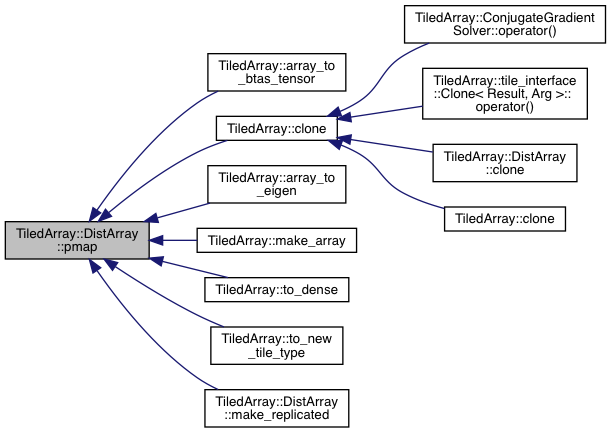 TiledArray::DistArray
::pmap
TiledArray::array_to
_btas_tensor
TiledArray::clone
TiledArray::array_to
_eigen
TiledArray::make_array
TiledArray::to_dense
TiledArray::to_new
_tile_type
TiledArray::DistArray
::make_replicated
TiledArray::ConjugateGradient
Solver::operator()
TiledArray::tile_interface
::Clone< Result, Arg >::
operator()
TiledArray::DistArray
::clone
TiledArray::clone